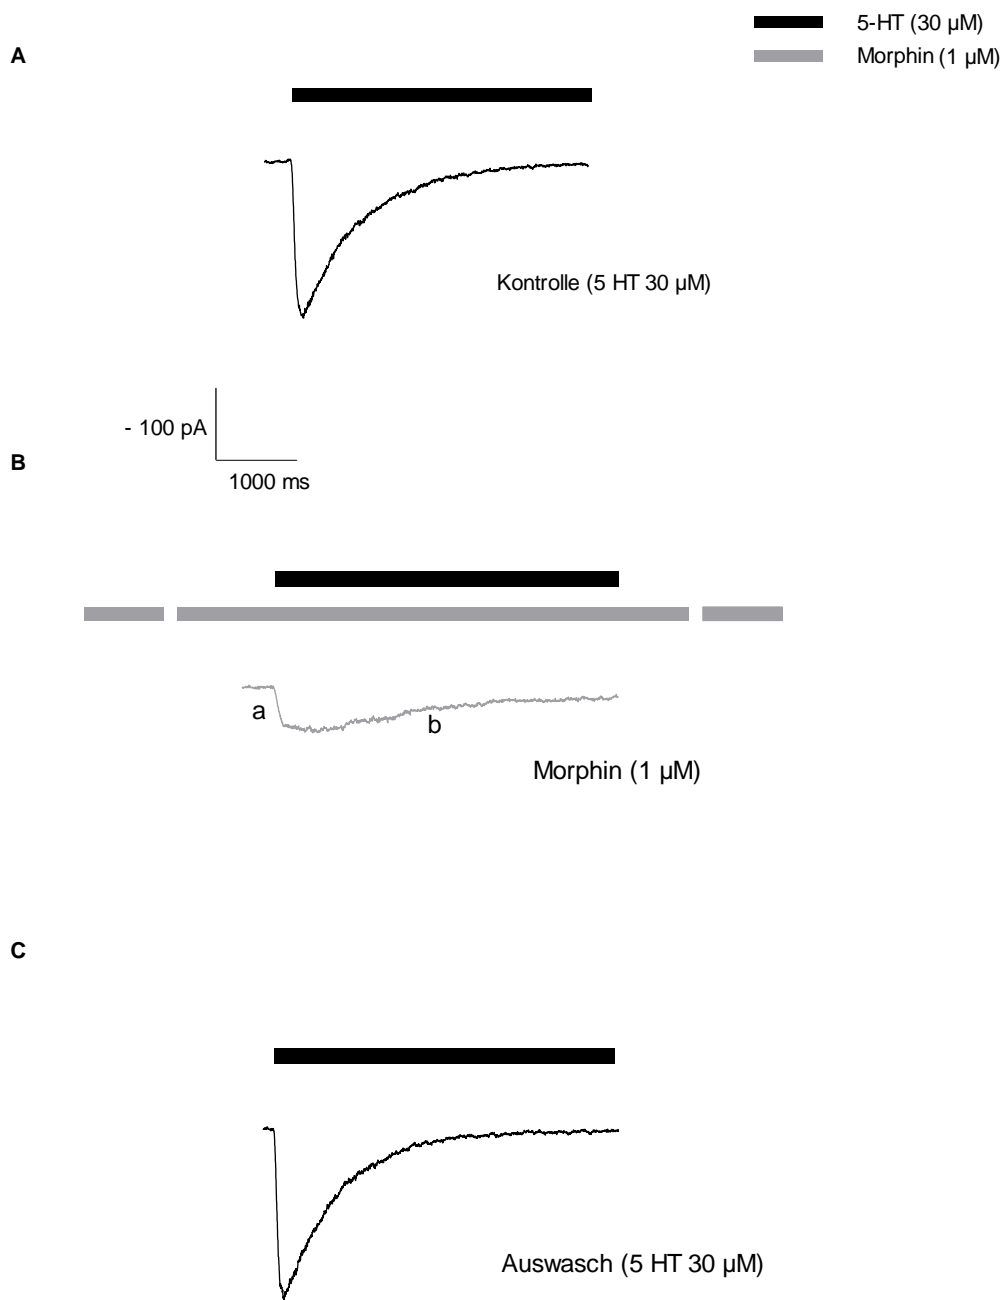 5-HT (30 µM)
Morphin (1 µM)
A
Kontrolle (5 HT 30 µM)
- 100 pA
1000 ms
B
a
b
Morphin (1 µM)
C
Auswasch (5 HT 30 µM)